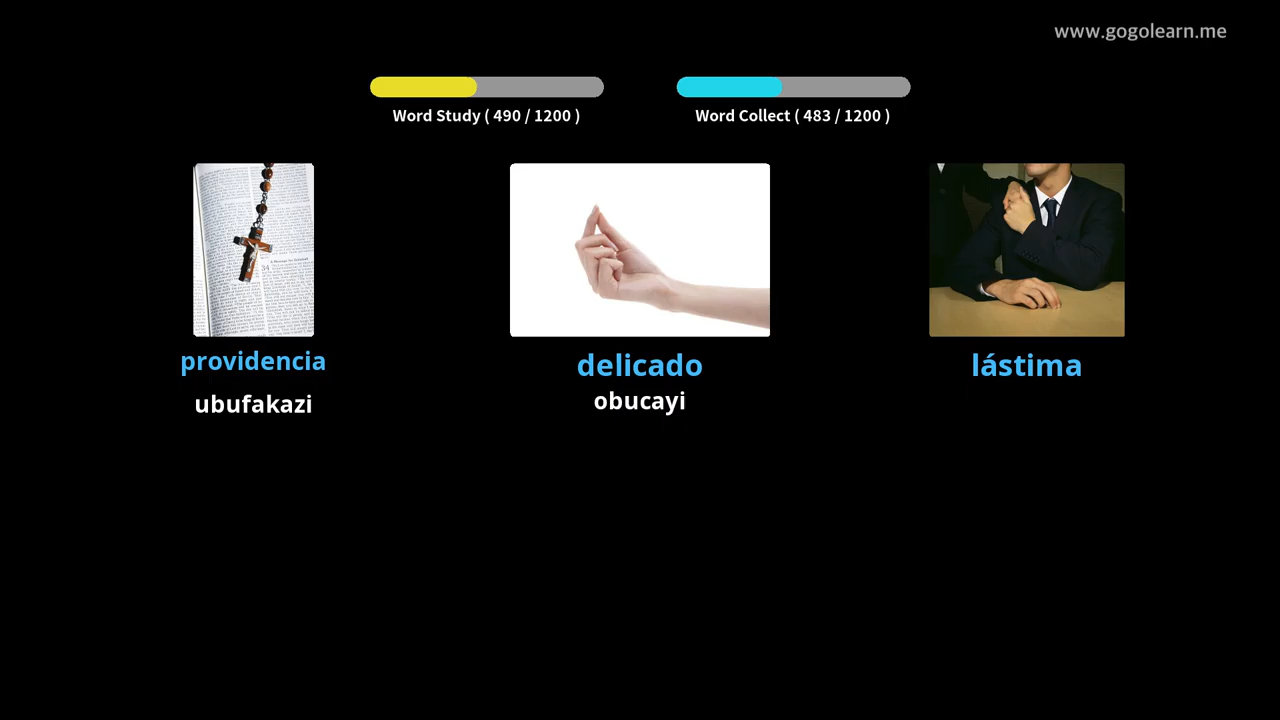 www.gogolearn.me
Word Study ( 490 / 1200 )
Word Collect ( 483 / 1200 )
providencia
delicado
lástima
ubufakazi
obucayi